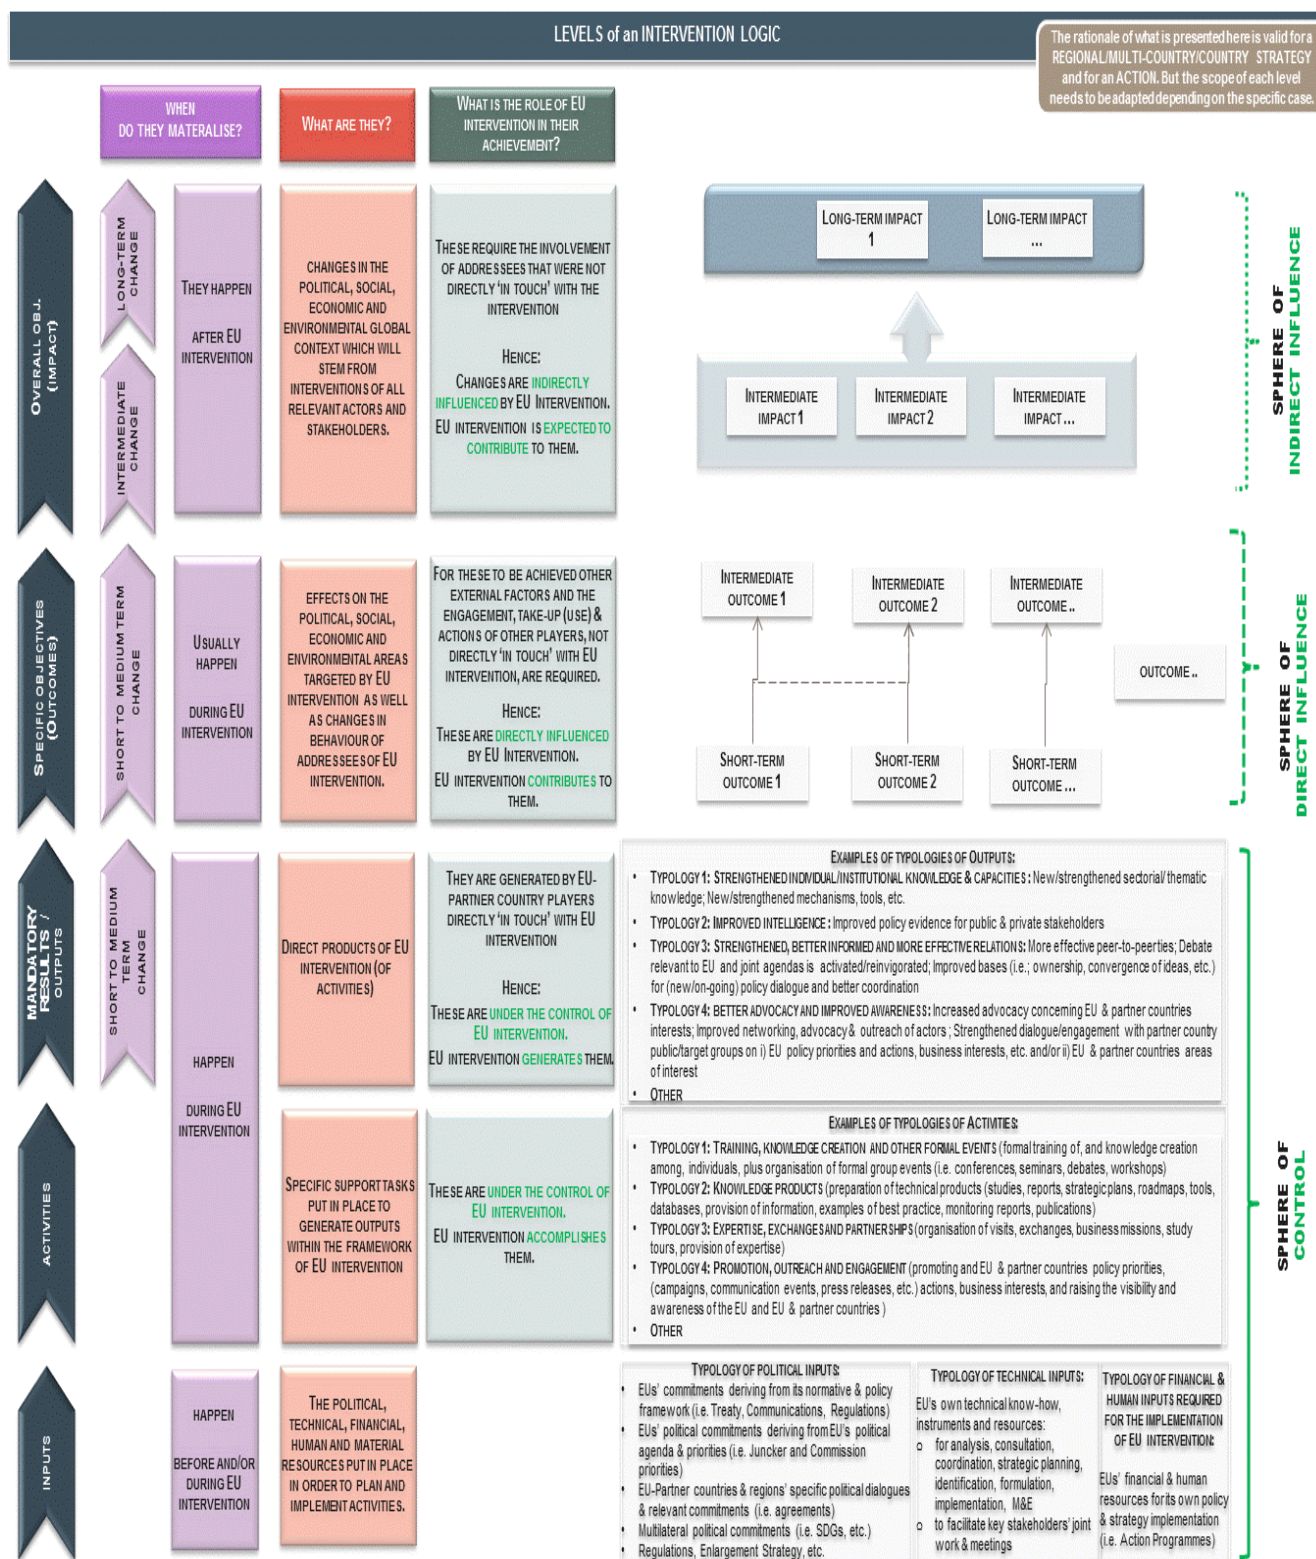 LEVELS of an INTERVENTION LOGIC
The rationale of what is presented here is valid for a
REGIONAL/MULTI-COUNTRY/COUNTRY STRATEGY
and for an ACTION. But the scope of each level
needs to be adapted depending on the specific case.
WHEN
DO THEY MATERIALISE?
WHAT ARE THEY?
WHAT IS THE ROLE OF EU
INTERVENTION IN THEIR
ACHIEVEMENT?
OVERALL OBJ.
(IMPACT)
LONG-TERM
CHANGE
INTERMEDIATE
CHANGE
THEY HAPPEN
AFTER EU
INTERVENTION
CHANGES IN THE
POLITICAL, SOCIAL,
ECONOMIC AND
ENVIRONMENTAL GLOBAL
CONTEXT WHICH WILL
STEM FROM
INTERVENTIONS OF ALL
RELEVANT ACTORS AND
STAKEHOLDERS.
THESE REQUIRE THE INVOLVEMENT
OF ADDRESSEES THAT WERE NOT
DIRECTLY 'IN TOUCH' WITH THE
INTERVENTION
HENCE:
CHANGES ARE INDIRECTLY
INFLUENCED BY EU INTERVENTION.
EU INTERVENTION IS EXPECTED TO
CONTRIBUTE TO THEM.
LONG-TERM IMPACT
1
LONG-TERM IMPACT
...
INTERMEDIATE
IMPACT 1
INTERMEDIATE
IMPACT 2
INTERMEDIATE
IMPACT ...
SPHERE OF
INDIRECT INFLUENCE
SPECIFIC OBJECTIVES
(OUTCOMES)
SHORT TO MEDIUM TERM
CHANGE
USUALLY
HAPPEN
DURING EU
INTERVENTION
EFFECTS ON THE
POLITICAL, SOCIAL,
ECONOMIC AND
ENVIRONMENTAL AREAS
TARGETED BY EU
INTERVENTION AS WELL
AS CHANGES IN
BEHAVIOUR OF
ADDRESSEES OF EU
INTERVENTION.
FOR THESE TO BE ACHIEVED OTHER
EXTERNAL FACTORS AND THE
ENGAGEMENT, TAKE-UP (USE) &
ACTIONS OF OTHER PLAYERS, NOT
DIRECTLY 'IN TOUCH' WITH EU
INTERVENTION, ARE REQUIRED.
HENCE:
THESE ARE DIRECTLY INFLUENCED
BY EU INTERVENTION.
EU INTERVENTION CONTRIBUTES TO
THEM.
INTERMEDIATE
OUTCOME 1
INTERMEDIATE
OUTCOME 2
INTERMEDIATE
OUTCOME ..
OUTCOME ..
SHORT-TERM
OUTCOME 1
SHORT-TERM
OUTCOME 2
SHORT-TERM
OUTCOME ...
SPHERE OF
DIRECT INFLUENCE
MANDATORY
RESULTS /
OUTPUTS
SHORT TO MEDIUM
TERM
CHANGE
HAPPEN
DURING EU
INTERVENTION
DIRECT PRODUCTS OF EU
INTERVENTION (OF
ACTIVITIES)
THEY ARE GENERATED BY EU-
PARTNER COUNTRY PLAYERS
DIRECTLY 'IN TOUCH' WITH EU
INTERVENTION
HENCE:
THESE ARE UNDER THE CONTROL OF
EU INTERVENTION.
EU INTERVENTION GENERATES THEM.
EXAMPLES OF TYPOLOGIES OF OUTPUTS:
• TYPOLOGY 1: STRENGTHENED INDIVIDUAL/INSTITUTIONAL KNOWLEDGE & CAPACITIES : New/strengthened sectorial/ thematic
knowledge; New/strengthened mechanisms, tools, etc.
• TYPOLOGY 2: IMPROVED INTELLIGENCE: Improved policy evidence for public & private stakeholders
• TYPOLOGY 3: STRENGTHENED, BETTER INFORMED AND MORE EFFECTIVE RELATIONS: More effective peer-to-peerties; Debate
relevant to EU and joint agendas is activated/reinvigorated; Improved bases (i.e.; ownership, convergence of ideas, etc.)
for (new/on-going) policy dialogue and better coordination
• TYPOLOGY 4: BETTER ADVOCACY AND IMPROVED AWARENESS: Increased advocacy concerning EU & partner countries
interests; Improved networking, advocacy & outreach of actors ; Strengthened dialogue/engagement with partner country
public/target groups on i) EU policy priorities and actions, business interests, etc. and/or ii) EU & partner countries areas
of interest
• OTHER
ACTIVITIES
SPECIFIC SUPPORT TASKS
PUT IN PLACE TO
GENERATE OUTPUTS
WITHIN THE FRAMEWORK
OF EU INTERVENTION
THESE ARE UNDER THE CONTROL OF
EU INTERVENTION.
EU INTERVENTION ACCOMPLISHES
THEM.
EXAMPLES OF TYPOLOGIES OF ACTIVITIES:
• TYPOLOGY 1: TRAINING, KNOWLEDGE CREATION AND OTHER FORMAL EVENTS (formal training of, and knowledge creation
among, individuals, plus organisation of formal group events (i.e. conferences, seminars, debates, workshops)
• TYPOLOGY 2: KNOWLEDGE PRODUCTS (preparation of technical products (studies, reports, strategic plans, roadmaps, tools,
databases, provision of information, examples of best practice, monitoring reports, publications)
• TYPOLOGY 3: EXPERTISE, EXCHANGES AND PARTNERSHIPS (organisation of visits, exchanges, business missions, study
tours, provision of expertise)
• TYPOLOGY 4: PROMOTION, OUTREACH AND ENGAGEMENT (promoting and EU & partner countries policy priorities,
(campaigns, communication events, press releases, etc.) actions, business interests, and raising the visibility and
awareness of the EU and EU & partner countries )
• OTHER
SPHERE OF
CONTROL
INPUTS
HAPPEN
BEFORE AND/OR
DURING EU
INTERVENTION
THE POLITICAL,
TECHNICAL, FINANCIAL,
HUMAN AND MATERIAL
RESOURCES PUT IN PLACE
IN ORDER TO PLAN AND
IMPLEMENT ACTIVITIES.
TYPOLOGY OF POLITICAL INPUTS:
• EUs' commitments deriving from its normative & policy
framework (i.e. Treaty, Communications, Regulations)
• EUs' political commitments deriving from EU's political
agenda & priorities (i.e. Juncker and Commission
priorities)
• EU-Partner countries & regions' specific political dialogues
& relevant commitments (i.e. agreements)
• Multilateral political commitments (i.e. SDGs, etc.)
• Regulations, Enlargement Strategy, etc.
TYPOLOGY OF TECHNICAL INPUTS:
EU's own technical know-how,
instruments and resources:
o for analysis, consultation,
coordination, strategic planning,
identification, formulation,
implementation, M&E
o to facilitate key stakeholders' joint
work & meetings
TYPOLOGY OF FINANCIAL &
HUMAN INPUTS REQUIRED
FOR THE IMPLEMENTATION
OF EU INTERVENTION:
EUs' financial & human
resources forits own policy
& strategy implementation
(i.e. Action Programmes)